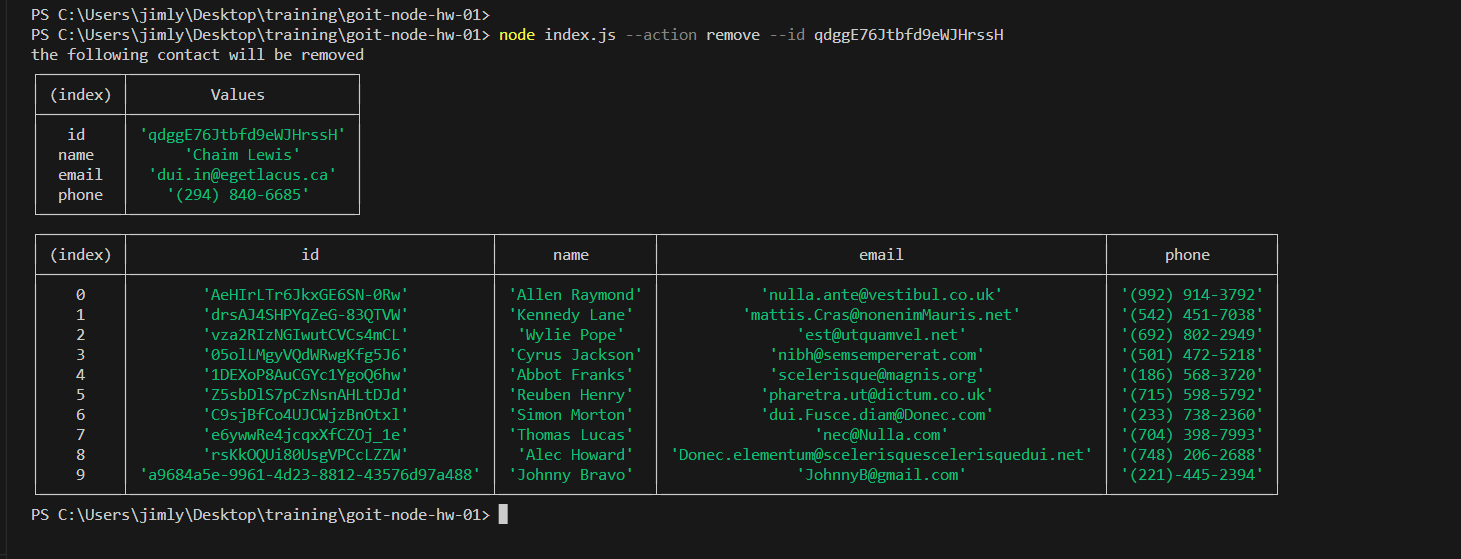 PS C:\Users\jimly\Desktop\training\goit-node-hw-01>
PS C:\Users\jimly\Desktop\training\goit-node-hw-01> node index.js --action remove --id qdggE76Jtbfd9eWJHrssH
the following contact will be removed
(index) Values
id 'qdggE76Jtbfd9eWJHrssH'
name 'Chaim Lewis'
email 'dui.in@egetlacus.ca'
phone '(294) 840-6685'
(index) id name email phone
0 'AeHIrLTr6JkxGE6SN-0Rw' 'Allen Raymond' 'nulla.ante@vestibul.co.uk' '(992) 914-3792'
1 'drsAJ4SHPYqZeG-83QTVW' 'Kennedy Lane' 'mattis.Cras@nonenimMauris.net' '(542) 451-7038'
2 'vza2RIzNGIwutCVCs4mCL' 'Wylie Pope' 'est@utquamvel.net' '(692) 802-2949'
3 '05olLMgyVQdWRwgKfg5J6' 'Cyrus Jackson' 'nibh@semsempererat.com' '(501) 472-5218'
4 '1DEXoP8AuCGYc1YgoQ6hw' 'Abbot Franks' 'scelerisque@magnis.org' '(186) 568-3720'
5 'Z5sbDlS7pCzNsnAHLtDJd' 'Reuben Henry' 'pharetra.ut@dictum.co.uk' '(715) 598-5792'
6 'C9sjBfCo4UJCWjzBnOtxl' 'Simon Morton' 'dui.Fusce.diam@Donec.com' '(233) 738-2360'
7 'e6ywwRe4jcqxXfCZOj_1e' 'Thomas Lucas' 'nec@Nulla.com' '(704) 398-7993'
8 'rsKkOQUi80UsgVPCcLZZW' 'Alec Howard' 'Donec.elementum@scelerisquescelerisquedui.net' '(748) 206-2688'
9 'a9684a5e-9961-4d23-8812-43576d97a488' 'Johnny Bravo' 'JohnnyB@gmail.com' '(221)-445-2394'
PS C:\Users\jimly\Desktop\training\goit-node-hw-01>